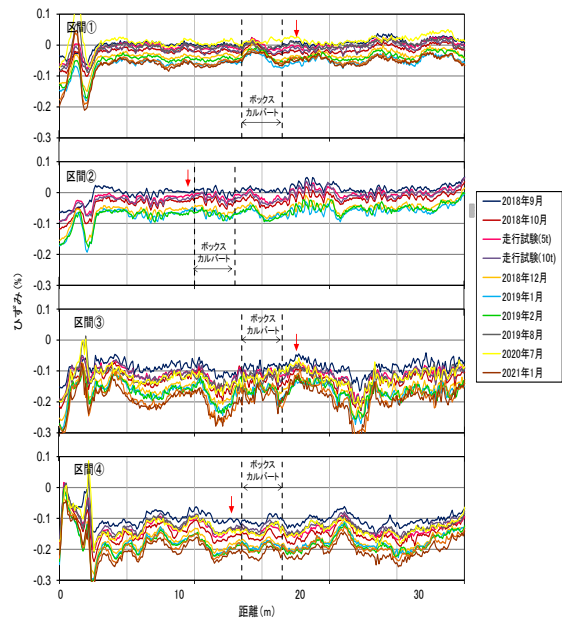 区間①
0.1
0
-0.1
-0.2
-0.3
ボックス
カルバート
区間②
0.1
0
-0.1
-0.2
-0.3
ボックス
カルバート
区間③
0.1
0
-0.1
-0.2
-0.3
ボックス
カルバート
区間④
0.1
0
-0.1
-0.2
-0.3
ボックス
カルバート
0
10
20
30
距離(m)
ひずみ(%)
2018年9月
2018年10月
走行試験(5t)
走行試験(10t)
2018年12月
2019年1月
2019年2月
2019年8月
2020年7月
2021年1月